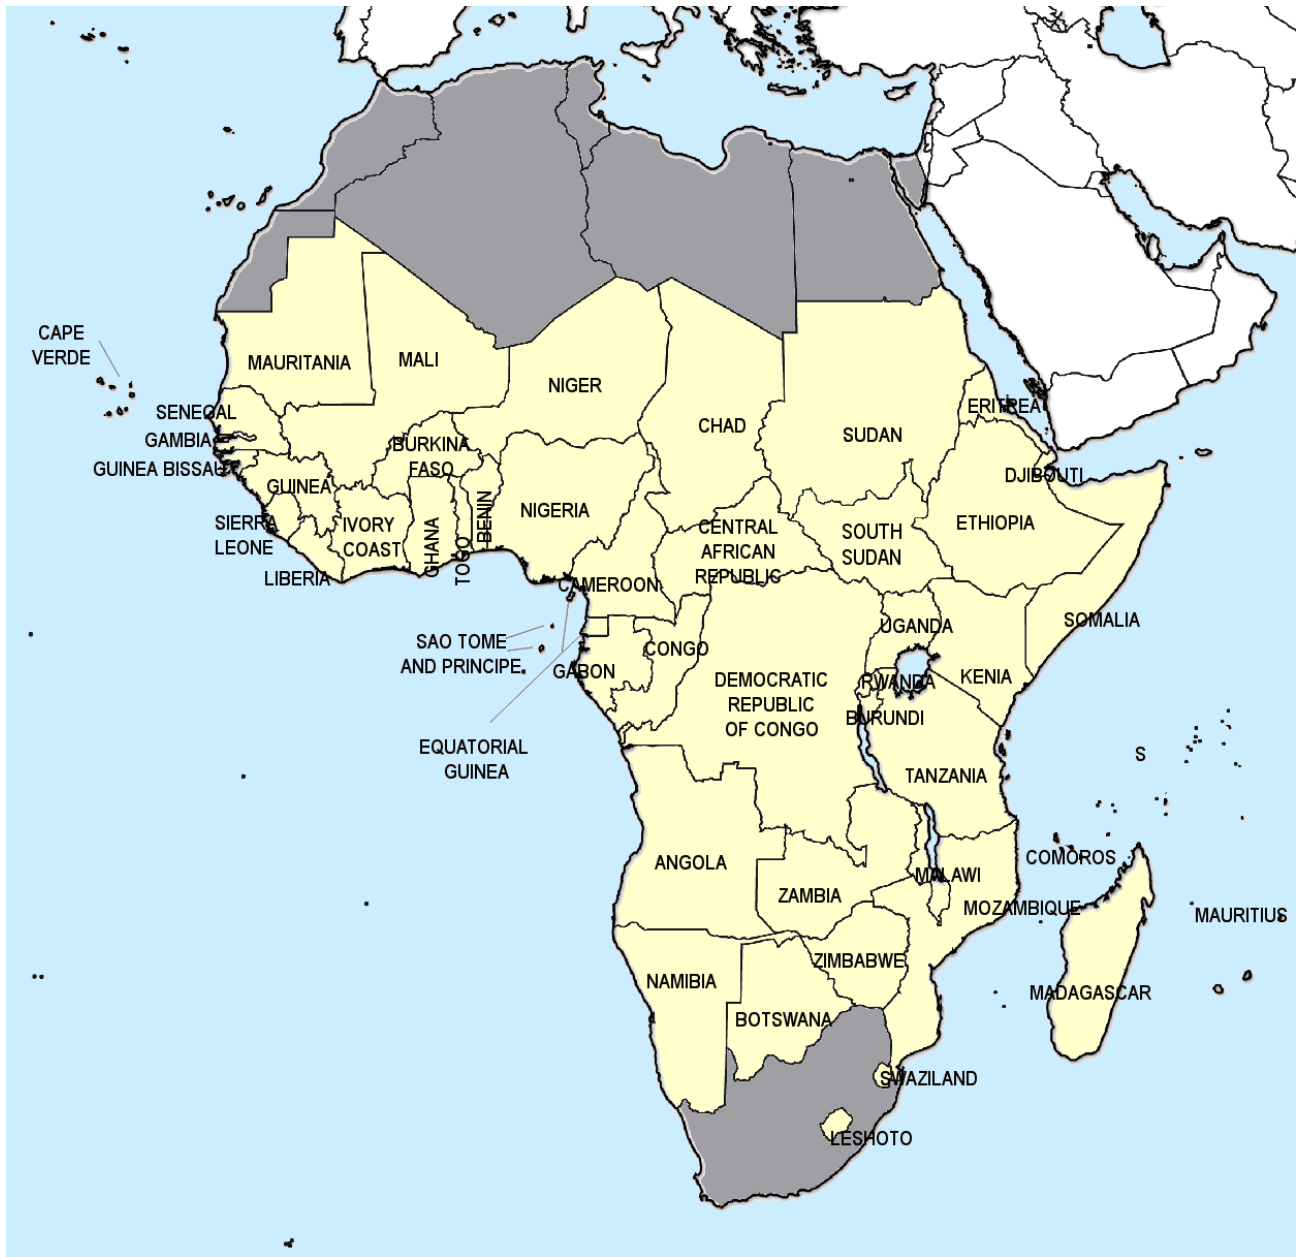 CAPE
VERDE
MAURITANIA
MALI
NIGER
CHAD
SUDAN
ERITREA
SENEGAL
GAMBIA
GUINEA BISSAU
BURKINA
FASO
DJIBOUTI
GUINEA
SIERRA
LEONE
IVORY
COAST
GHANA
TOGO
BENIN
NIGERIA
CENTRAL
AFRICAN
REPUBLIC
SOUTH
SUDAN
ETHIOPIA
LIBERIA
CAMEROON
SOMALIA
UGANDA
SAO TOME
AND PRINCIPE
CONGO
GABON
KENIA
RWANDA
DEMOCRATIC
REPUBLIC
OF CONGO
BURUNDI
EQUATORIAL
GUINEA
S
TANZANIA
ANGOLA
COMOROS
MALAWI
ZAMBIA
MOZAMBIQUE
MAURITIUS
ZIMBABWE
NAMIBIA
MADAGASCAR
BOTSWANA
SWAZILAND
LESHOTO